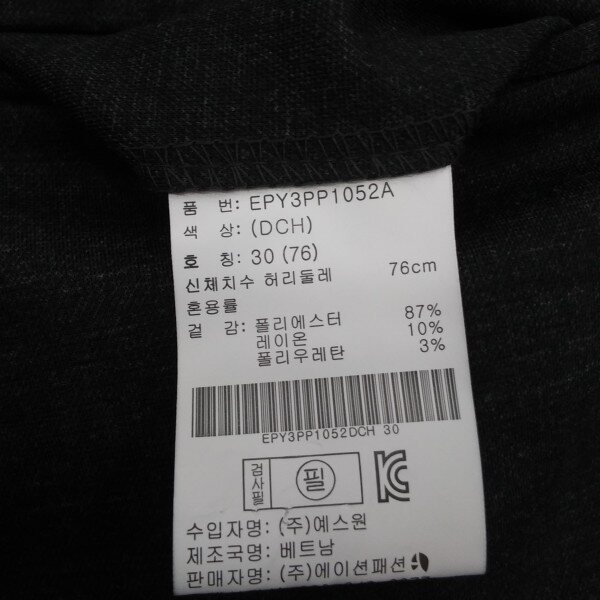 품 번: EPY3PP1052A
색 상: (DCH)
호 칭: 30 (76)
신체치수 허리둘레 76cm
혼용률
겉 감: 폴리에스터 87%
레이온 10%
폴리우레탄 3%
EPY3PP1052DCH 30
검사필 필
수입자명: (주)예스원
제조국명: 베트남
판매자명: (주)에이션패션